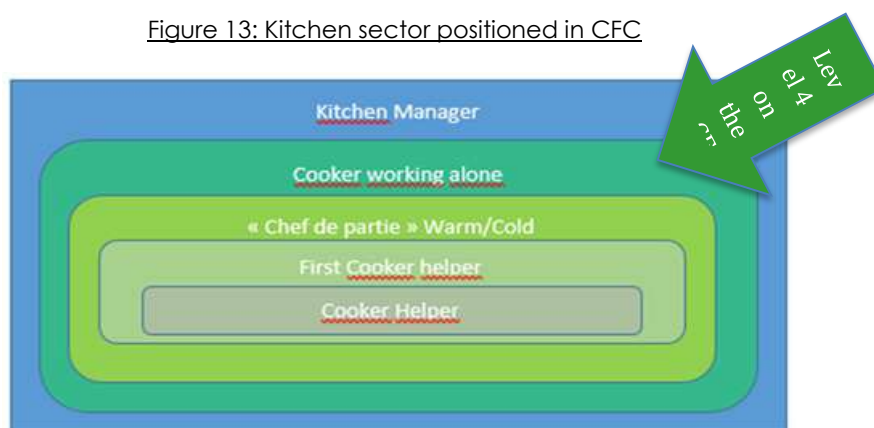 Figure 13: Kitchen sector positioned in CFC
Lev
el 4
on
the
Kitchen Manager
Cooker working alone
« Chef de partie » Warm/Cold
First Cooker helper
Cooker Helper